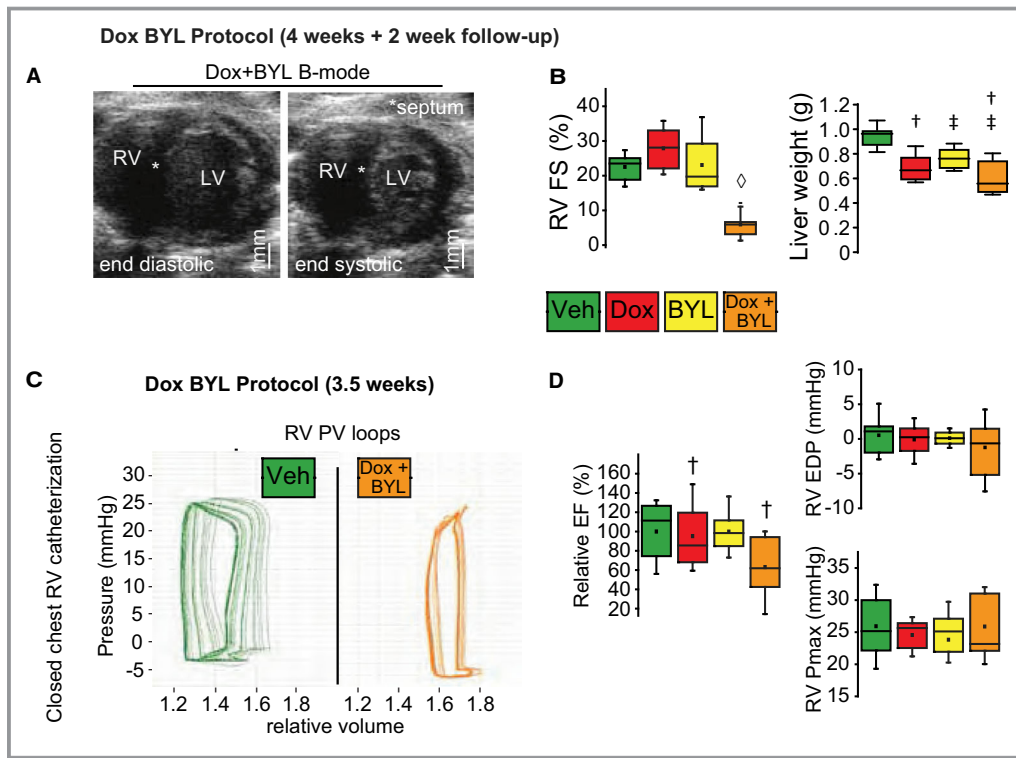 Dox BYL Protocol (4 weeks + 2 week follow-up)
A
Dox+BYL B-mode
RV
*
LV
end diastolic
1mm
*septum
RV
*
LV
end systolic
1mm
B
RV FS (%)
40
30
20
10
0
◊
Liver weight (g)
1.2
1.0
0.8
0.6
0.4
0.2
0
†
‡
†
‡
Veh
Dox
BYL
Dox +
BYL
C
Dox BYL Protocol (3.5 weeks)
RV PV loops
Closed chest RV catheterization
Pressure (mmHg)
30
25
20
15
10
5
0
-5
Veh
Dox +
BYL
1.2 1.4 1.6 1.8 1.2 1.4 1.6 1.8
relative volume
D
Relative EF (%)
160
140
120
100
80
60
40
20
†
†
RV EDP (mmHg)
10
5
0
-5
-10
RV Pmax (mmHg)
35
30
25
20
15